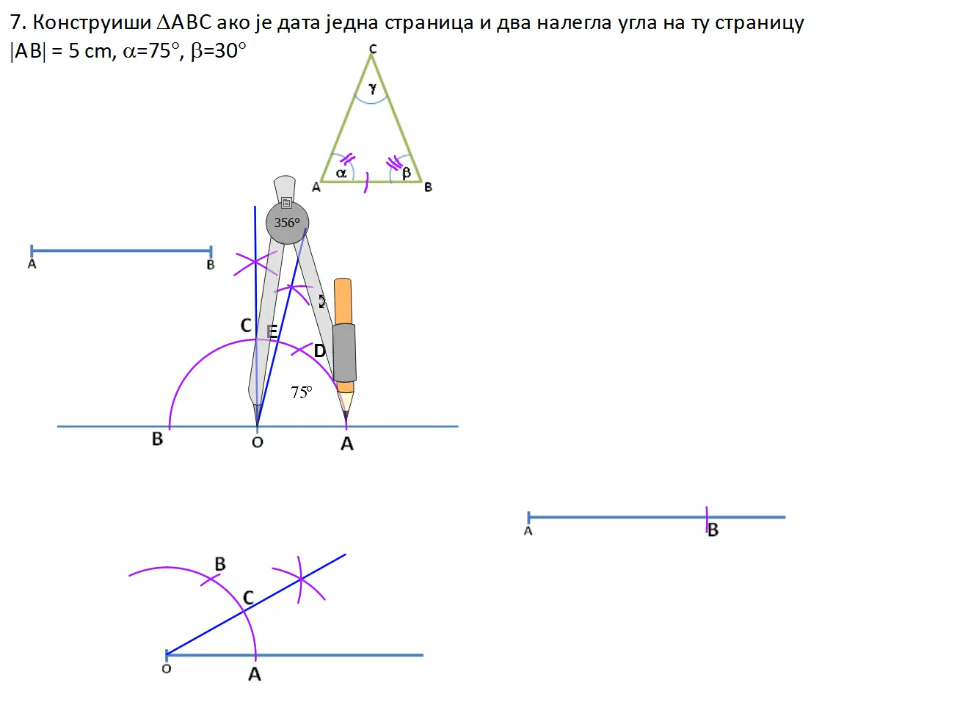 7. Конструиши ∆ABC ако је дата једна страница и два налегла угла на ту страницу
|AB| = 5 cm, α=75°, β=30°
C
γ
α
β
A
B
356°
A
B
C
E
D
75°
B
O
A
A
B
B
C
O
A